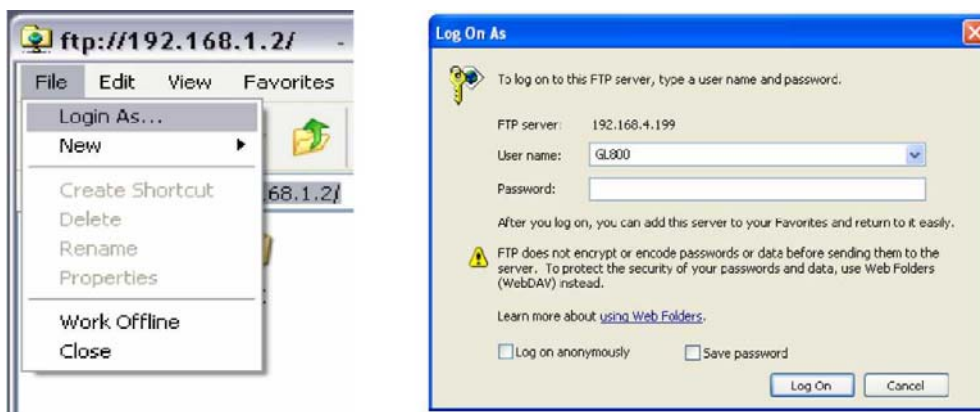 ftp://192.168.1.2/ -
File Edit View Favorites
Login As...
New
.68.1.2/
Create Shortcut
Delete
Rename
Properties
Work Offline
Close
Log On As
To log on to this FTP server, type a user name and password.
FTP server: 192.168.4.199
User name: GL800
Password:
After you log on, you can add this server to your Favorites and return to it easily.
FTP does not encrypt or encode passwords or data before sending them to the
server. To protect the security of your passwords and data, use Web Folders
(WebDAV) instead.
Learn more about using Web Folders.
Log on anonymously Save password
Log On Cancel